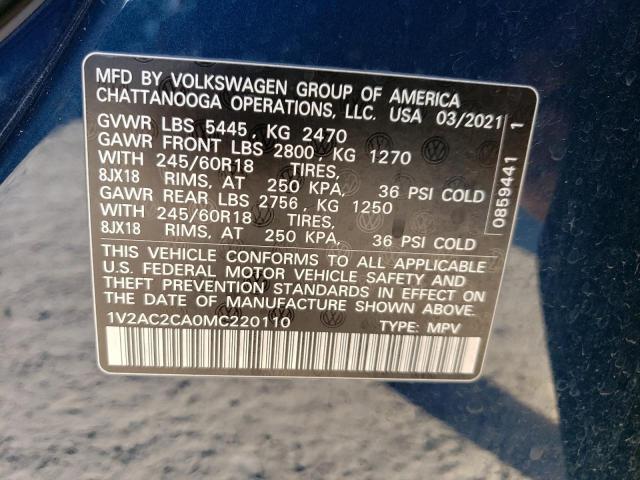 MFD BY VOLKSWAGEN GROUP OF AMERICA
CHATTANOOGA OPERATIONS, LLC. USA 03/2021
GVWR LBS 5445, KG 2470
GAWR FRONT LBS 2800, KG 1270
WITH 245/60R18 TIRES,
8JX18 RIMS, AT 250 KPA, 36 PSI COLD
GAWR REAR LBS 2756, KG 1250
WITH 245/60R18 TIRES,
8JX18 RIMS, AT 250 KPA, 36 PSI COLD
THIS VEHICLE CONFORMS TO ALL APPLICABLE
U.S. FEDERAL MOTOR VEHICLE SAFETY AND
THEFT PREVENTION STANDARDS IN EFFECT ON
THE DATE OF MANUFACTURE SHOWN ABOVE.
1V2AC2CA0MC220110 TYPE: MPV
0859441 1